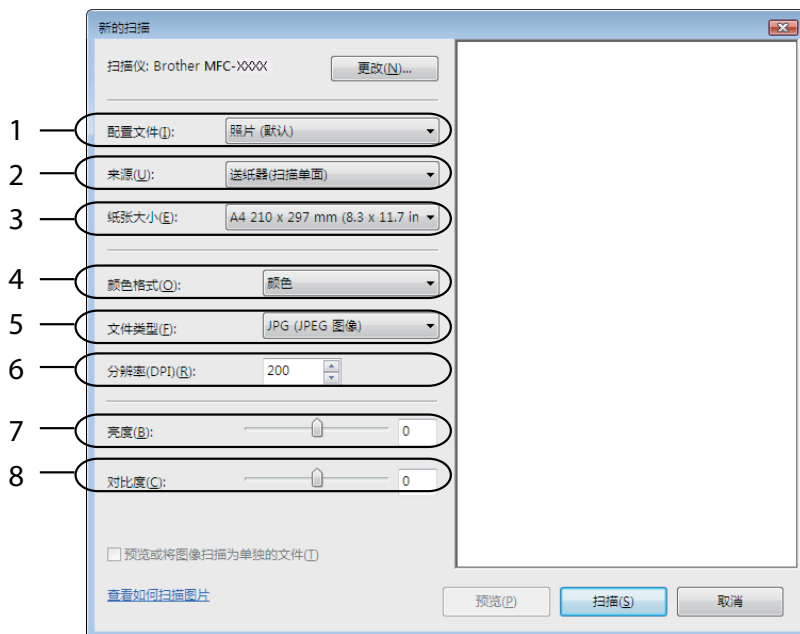 新的扫描
扫描仪: Brother MFC-XXXX
更改(N)...
1 配置文件(I): 照片 (默认)
2 来源(U): 送纸器(扫描单面)
3 纸张大小(E): A4 210 x 297 mm (8.3 x 11.7 in
4 颜色格式(O): 颜色
5 文件类型(F): JPG (JPEG 图像)
6 分辨率(DPI)(R): 200
7 亮度(B): 0
8 对比度(C): 0
预览或将图像扫描为单独的文件(T)
查看如何扫描图片
预览(P) 扫描(S) 取消